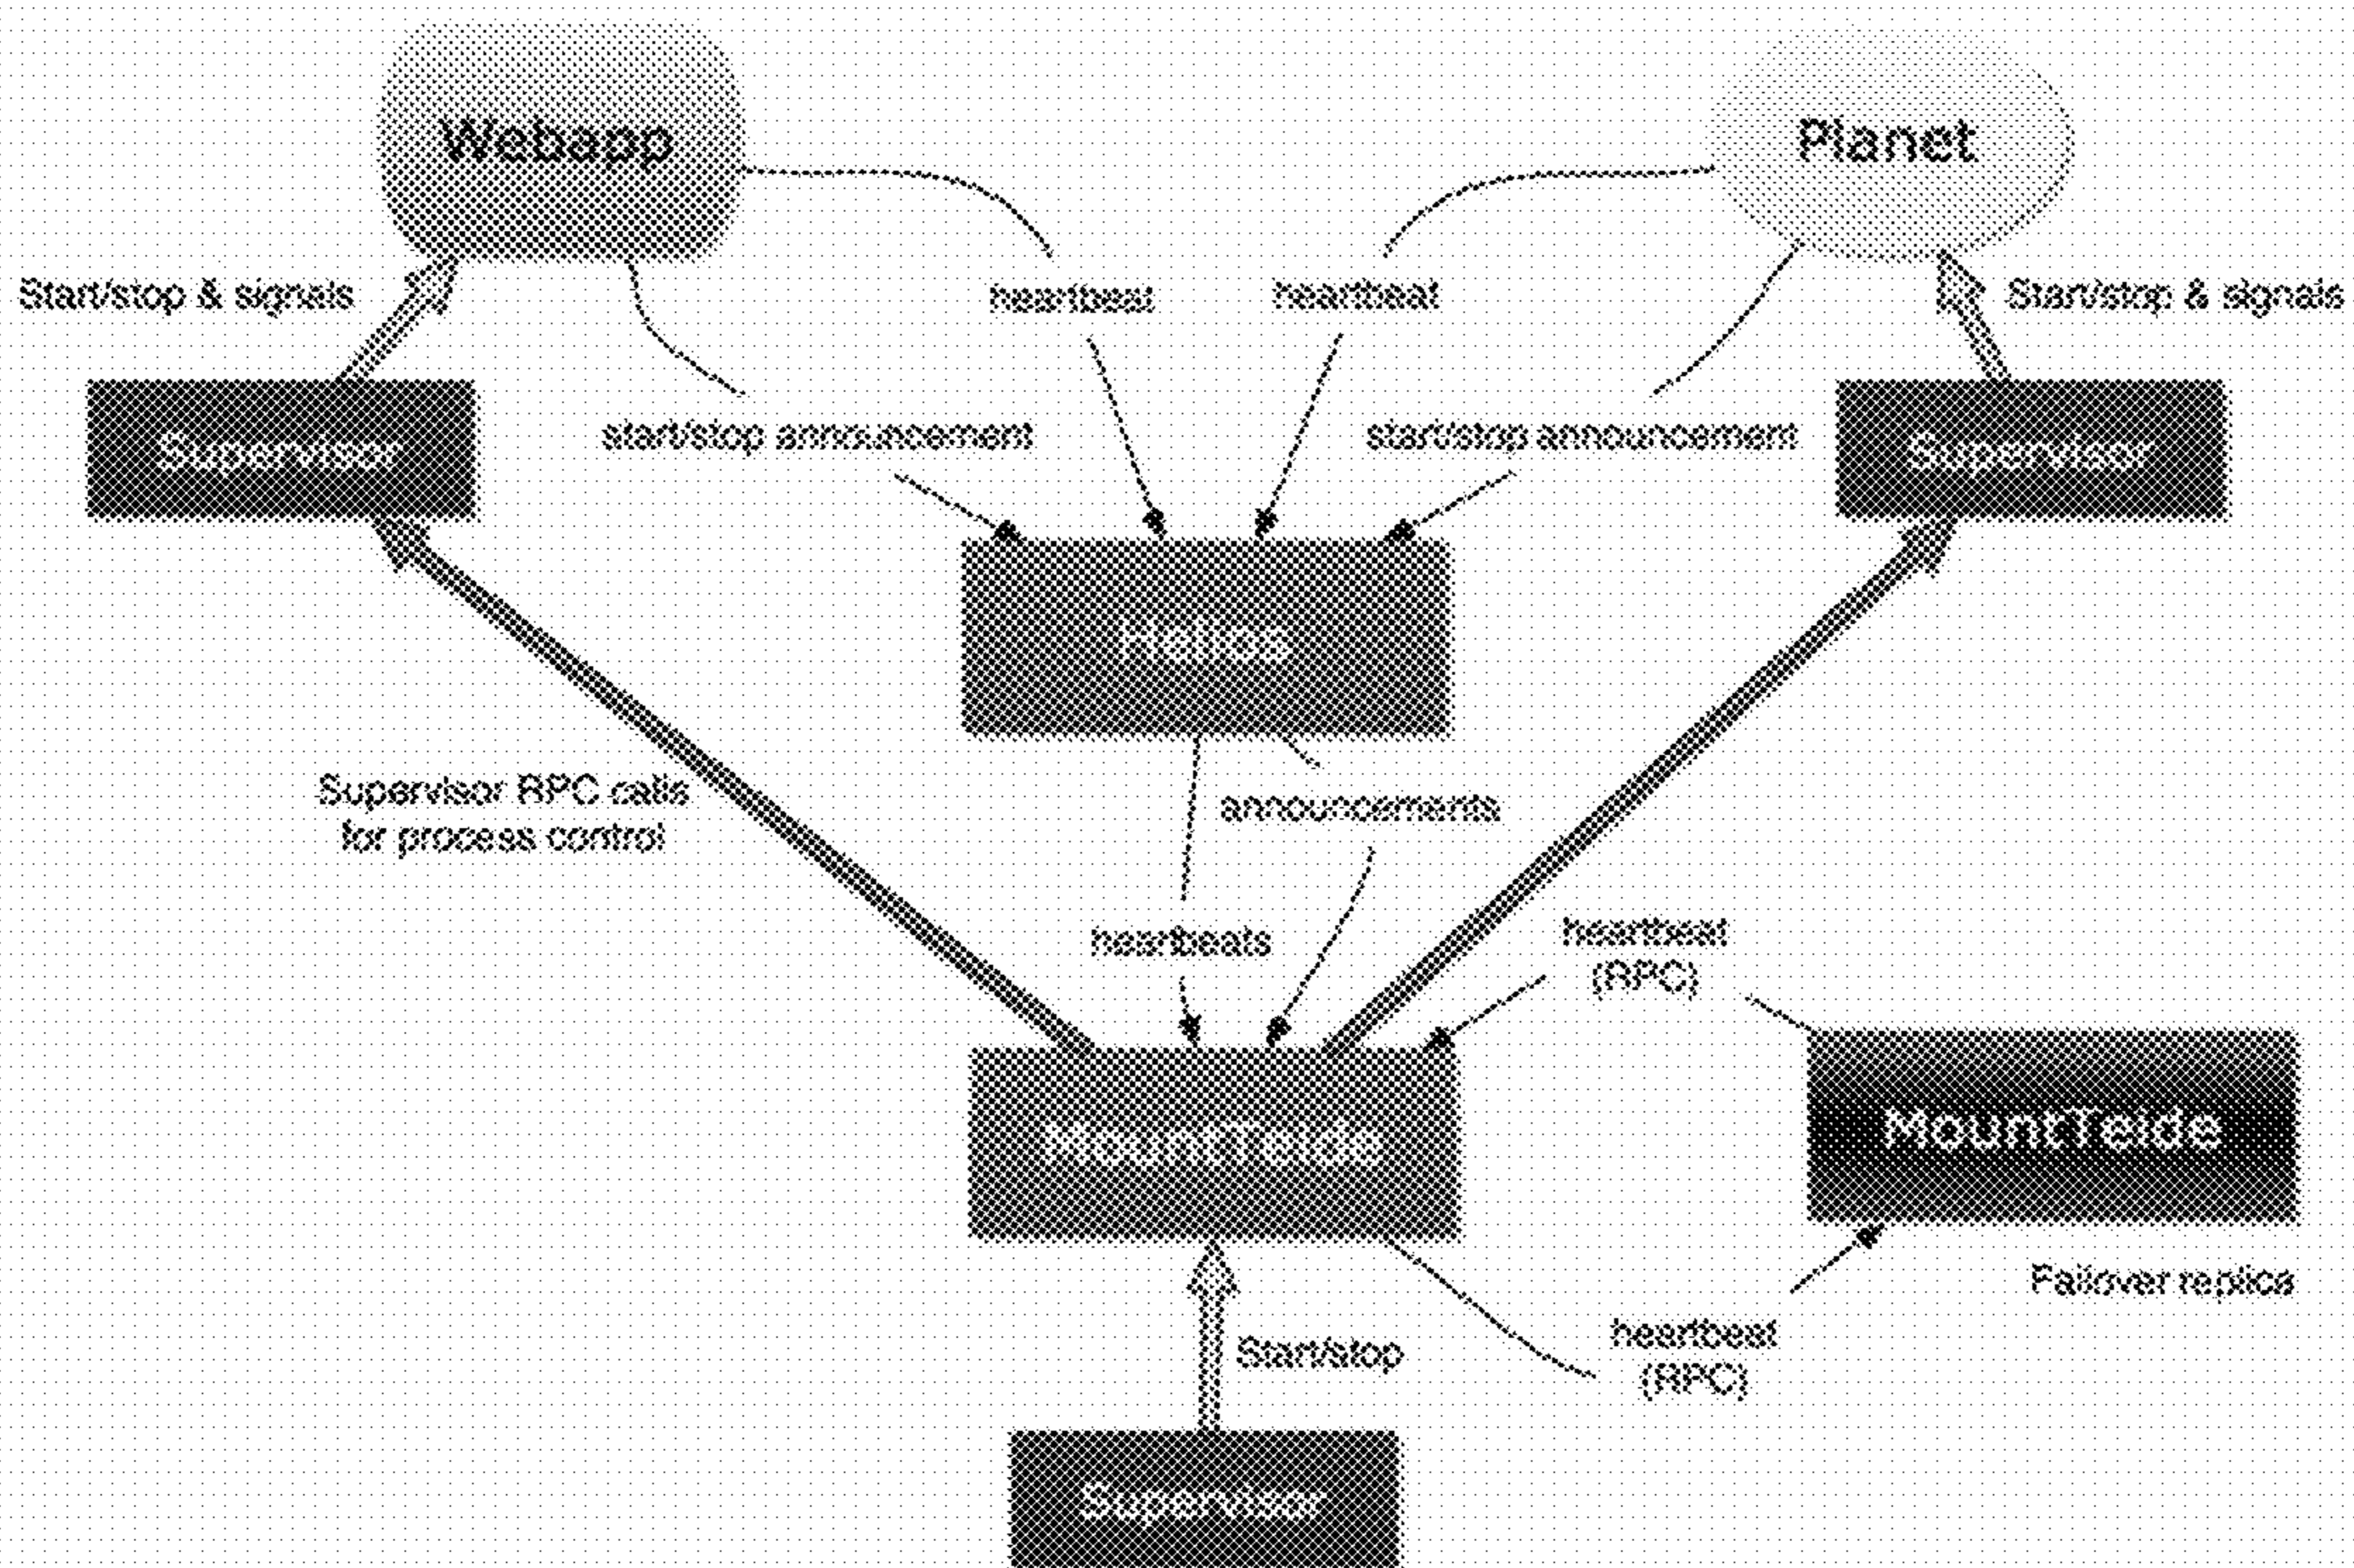 Webapp
Planet
Start/stop & signals
heartbeat
heartbeat
Start/stop & signals
Supervisor
start/stop announcement
start/stop announcement
Supervisor
Helios
Supervisor RPC calls
for process control
announcements
heartbeats
heartbeat
(RPC)
MountTeide
MountTeide
Failover replica
Start/stop
heartbeat
(RPC)
Supervisor